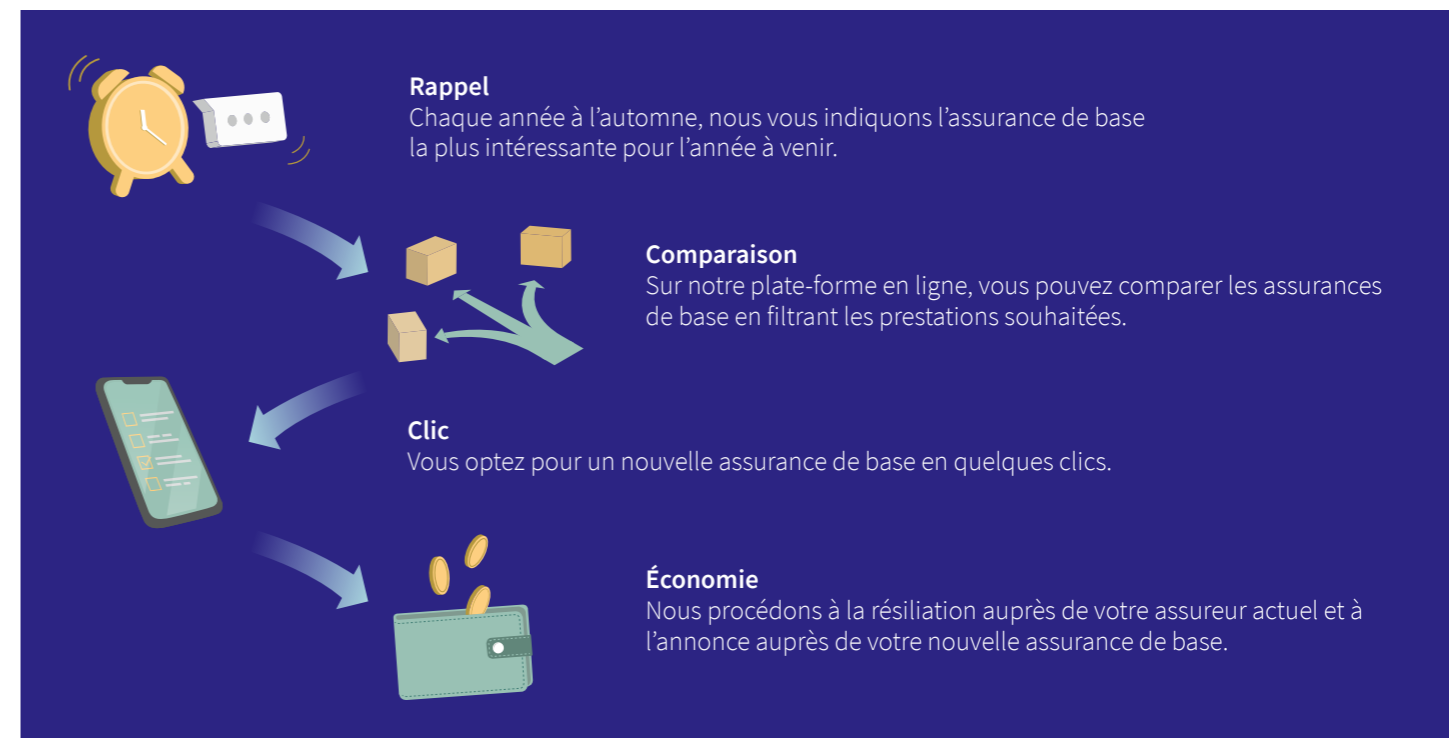 Rappel
Chaque année à l’automne, nous vous indiquons l’assurance de base
la plus intéressante pour l’année à venir.
Comparaison
Sur notre plate-forme en ligne, vous pouvez comparer les assurances
de base en filtrant les prestations souhaitées.
Clic
Vous optez pour un nouvelle assurance de base en quelques clics.
Économie
Nous procédons à la résiliation auprès de votre assureur actuel et à
l’annonce auprès de votre nouvelle assurance de base.